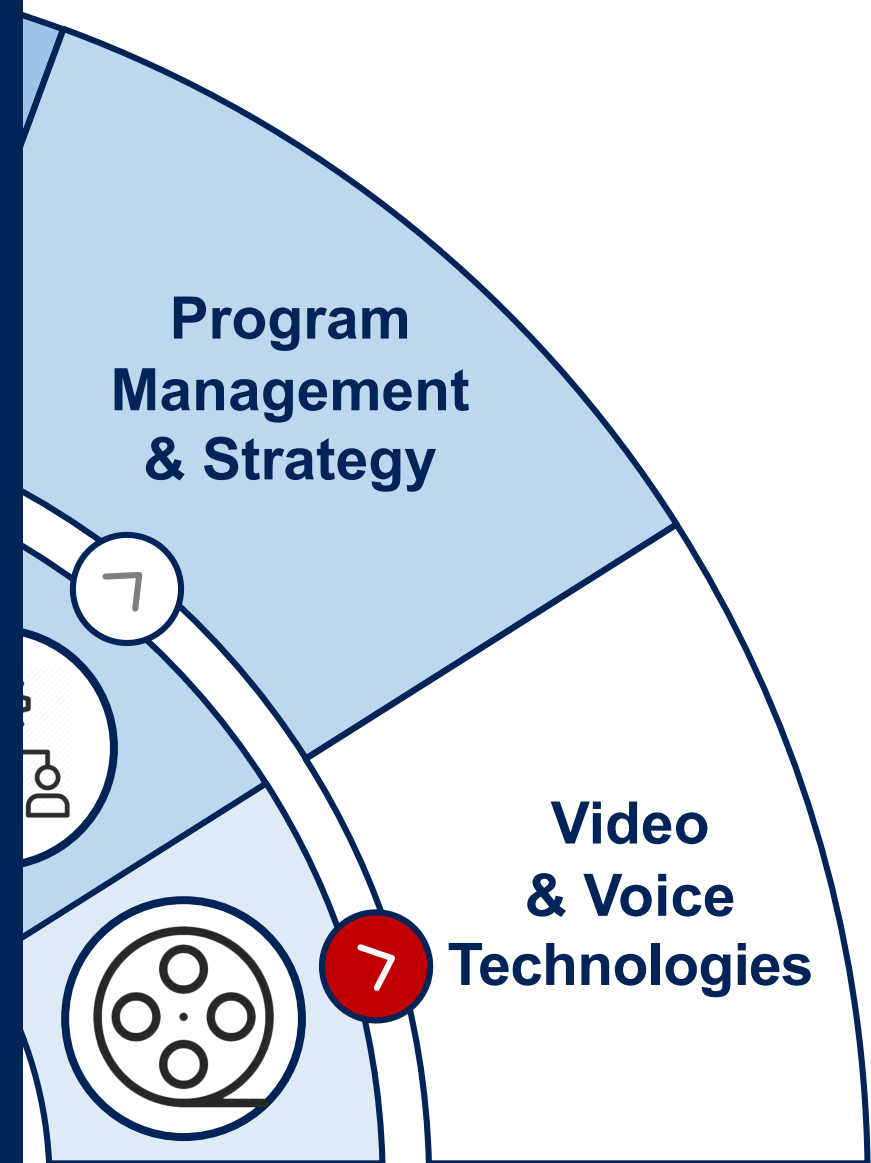 Program
Management
& Strategy
Video
& Voice
Technologies